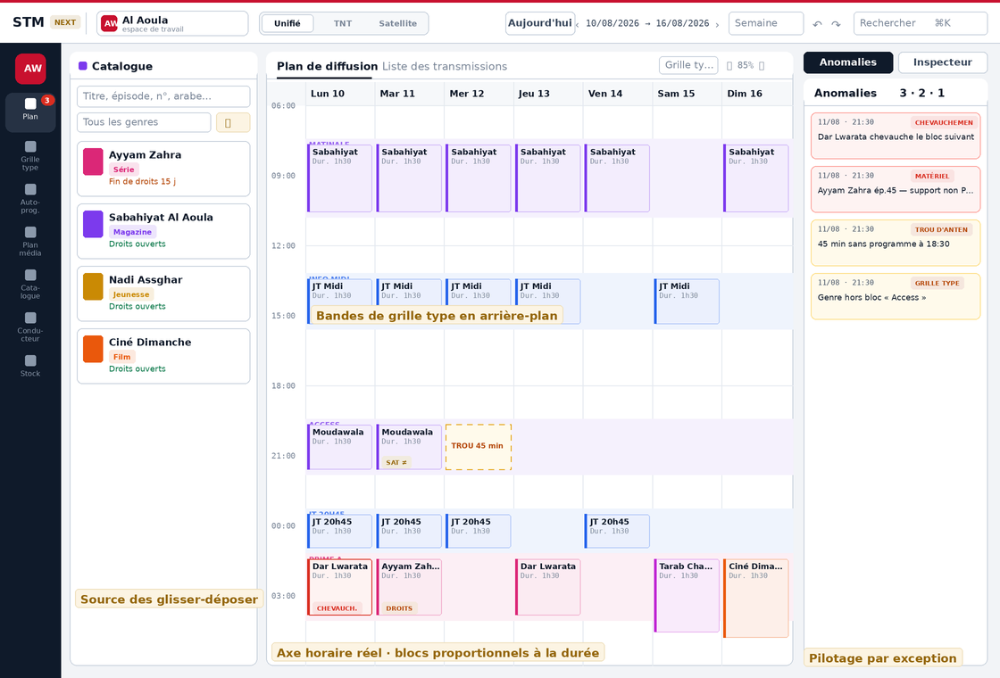 STM NEXT
AW Al Aoula
espace de travail
Unifié TNT Satellite
Aujourd'hui ‹ 10/08/2026 → 16/08/2026 ›
Semaine
↶ ↷
Rechercher ⌘K
AW
Plan 3
Grille
type
Auto-
prog.
Plan
média
Cata-
logue
Condu-
cteur
Stock
Catalogue
Titre, épisode, n°, arabe…
Tous les genres
Ayyam Zahra
Série
Fin de droits 15 j
Sabahiyat Al Aoula
Magazine
Droits ouverts
Nadi Assghar
Jeunesse
Droits ouverts
Ciné Dimanche
Film
Droits ouverts
Source des glisser-déposer
Plan de diffusion Liste des transmissions
Grille ty…
85%
Lun 10 Mar 11 Mer 12 Jeu 13 Ven 14 Sam 15 Dim 16
06:00
MATINALE
Sabahiyat Sabahiyat Sabahiyat Sabahiyat Sabahiyat Sabahiyat
Dur. 1h30 Dur. 1h30 Dur. 1h30 Dur. 1h30 Dur. 1h30 Dur. 1h30
09:00
12:00
INFO MIDI
JT Midi JT Midi JT Midi JT Midi JT Midi
Dur. 1h30 Dur. 1h30 Dur. 1h30 Dur. 1h30 Dur. 1h30
15:00
Bandes de grille type en arrière-plan
18:00
ACCESS
Moudawala Moudawala
Dur. 1h30 Dur. 1h30
TROU 45 min
SAT ≠
21:00
JT 20H45
JT 20h45 JT 20h45 JT 20h45 JT 20h45
Dur. 1h30 Dur. 1h30 Dur. 1h30 Dur. 1h30
00:00
PRIME A
Dar Lwarata Ayyam Zah… Dar Lwarata Tarab Cha… Ciné Dima…
Dur. 1h30 Dur. 1h30 Dur. 1h30 Dur. 1h30 Dur. 1h30
03:00
CHEVAUCH. DROITS
Axe horaire réel · blocs proportionnels à la durée
Anomalies Inspecteur
Anomalies 3 · 2 · 1
11/08 · 21:30 CHEVAUCHEMEN
Dar Lwarata chevauche le bloc suivant
11/08 · 21:30 MATÉRIEL
Ayyam Zahra ép.45 — support non P…
11/08 · 21:30 TROU D'ANTEN
45 min sans programme à 18:30
11/08 · 21:30 GRILLE TYPE
Genre hors bloc « Access »
Pilotage par exception